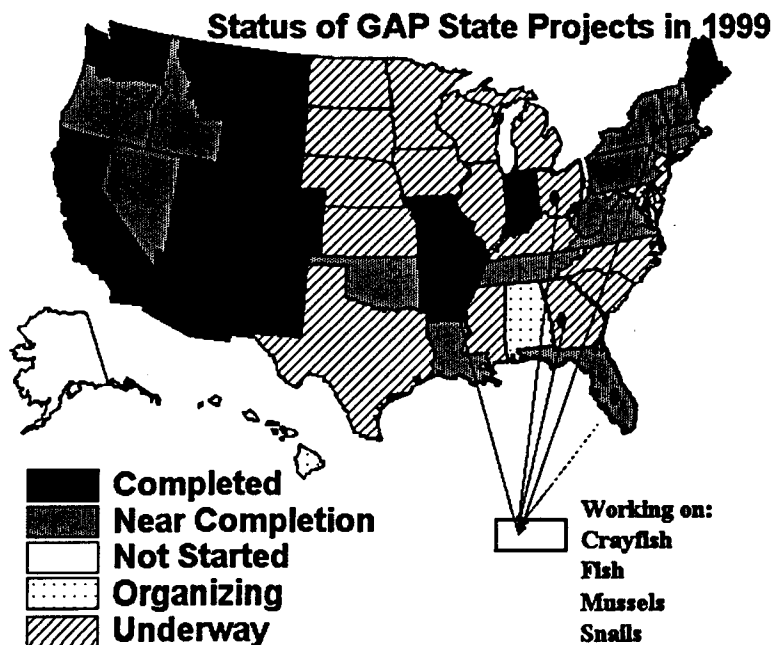 Status of GAP State Projects in 1999
Completed
Near Completion
Not Started
Organizing
Underway
Working on:
Crayfish
Fish
Mussels
Snails